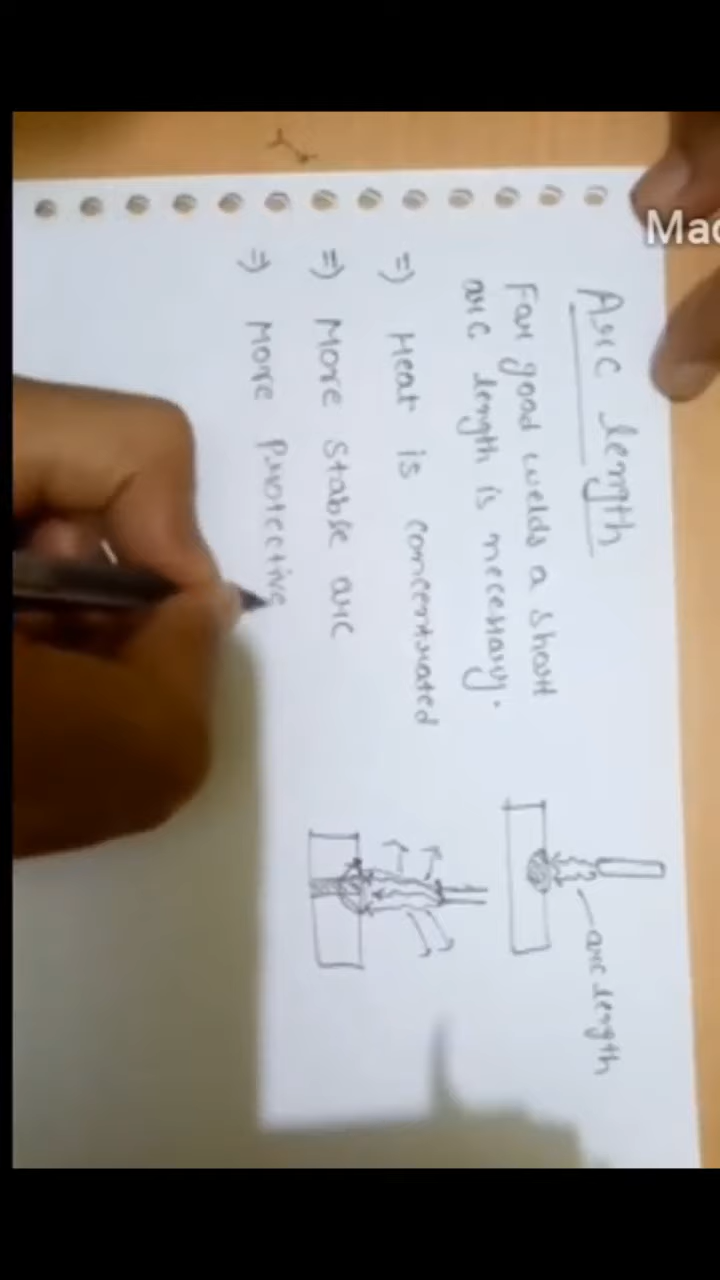 Arc length
For good welds a short
arc length is necessary.
=> Heat is concentrated
=> More stable arc
=> More protective
arc length
Mac